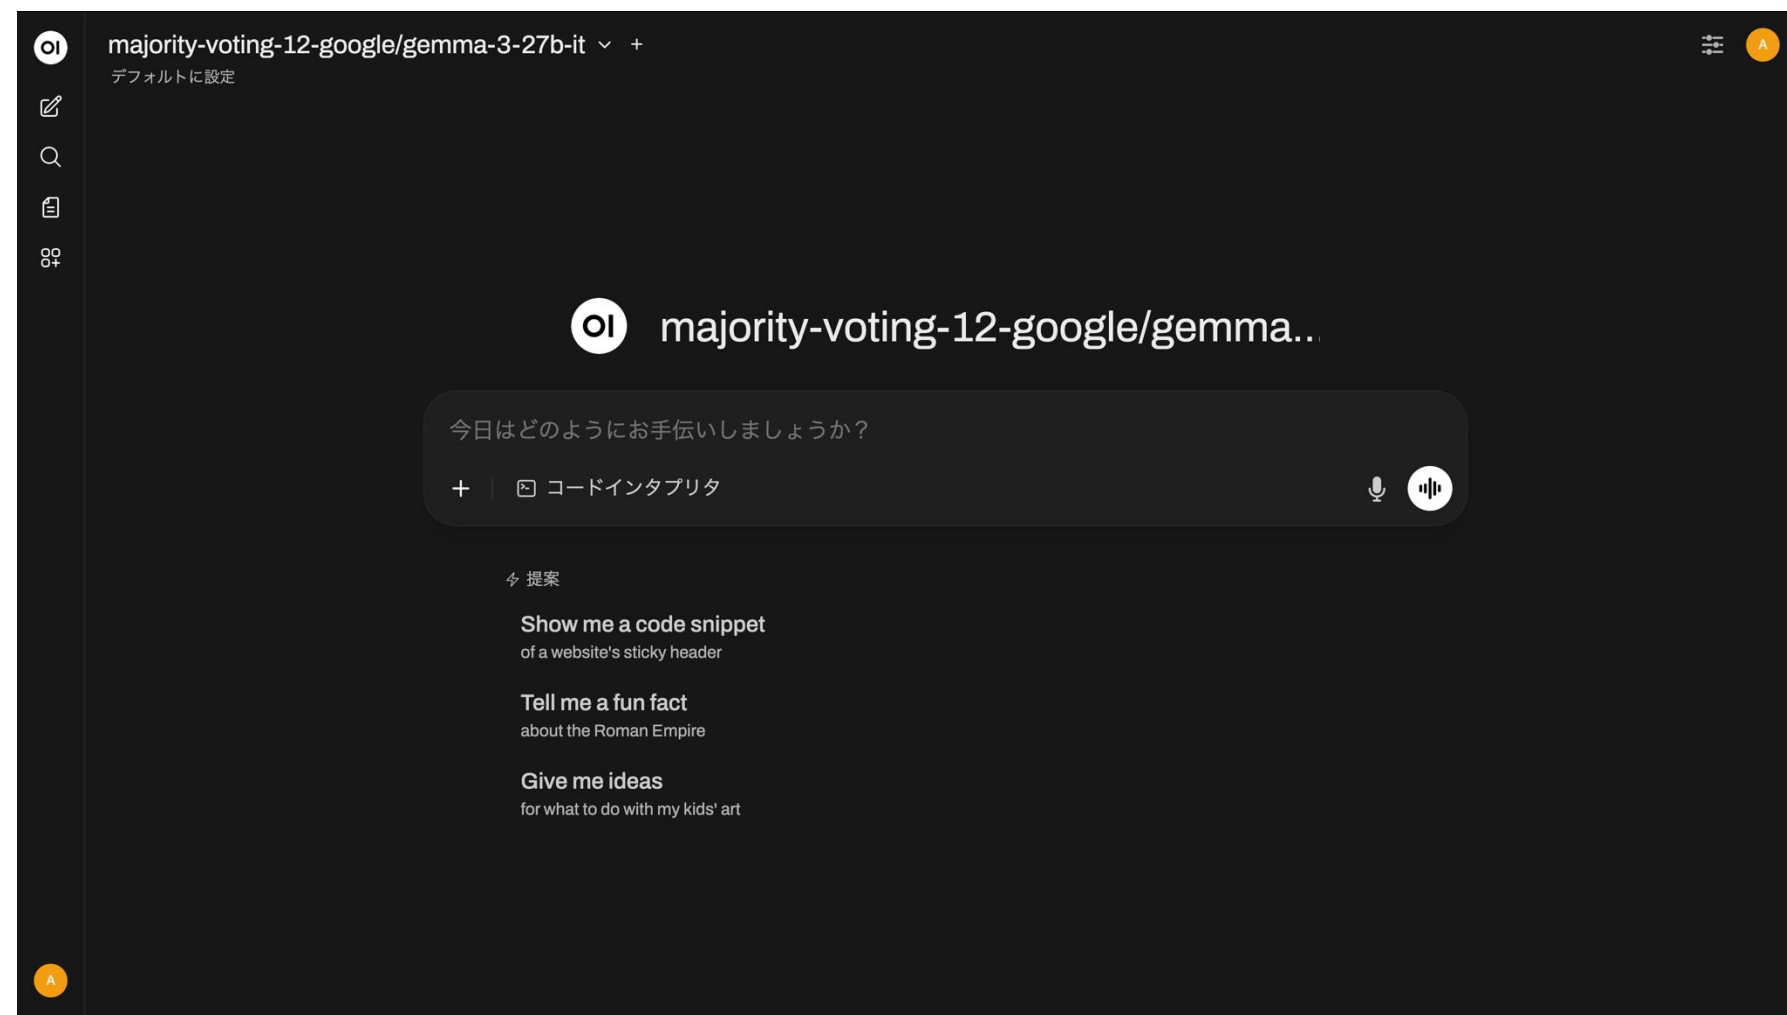 OI
majority-voting-12-google/gemma-3-27b-it
デフォルトに設定
A
OI
majority-voting-12-google/gemma...
今日はどのようにお手伝いしましょうか？
コードインタプリタ
提案
Show me a code snippet
of a website's sticky header
Tell me a fun fact
about the Roman Empire
Give me ideas
for what to do with my kids' art
A